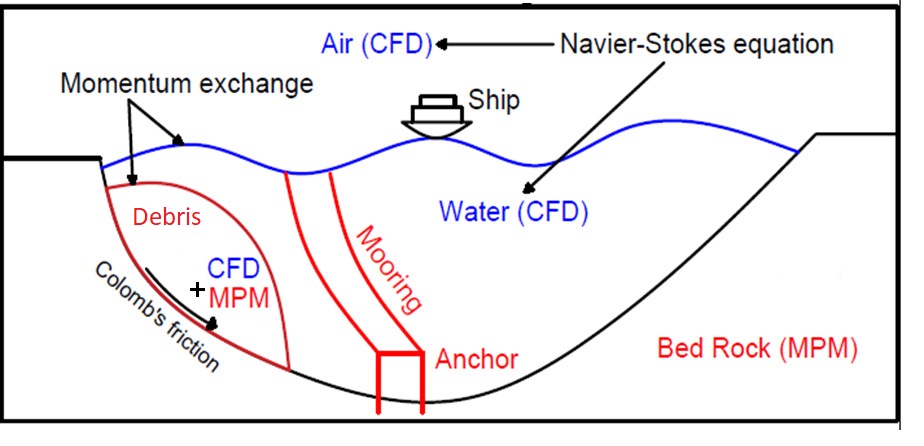 Air (CFD)
Navier-Stokes equation
Momentum exchange
Ship
Debris
Water (CFD)
CFD
+MPM
Mooring
Colomb's friction
Anchor
Bed Rock (MPM)